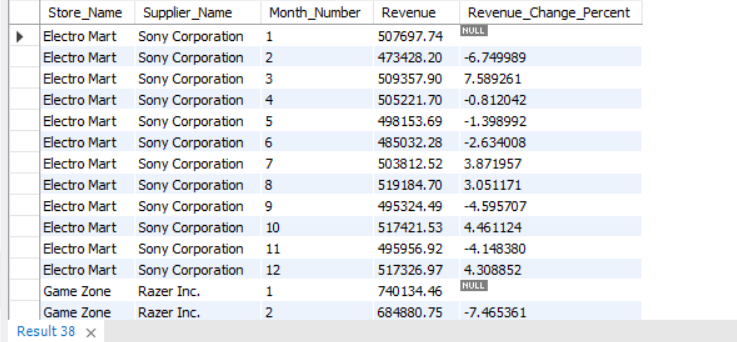 Store_Name Supplier_Name Month_Number Revenue Revenue_Change_Percent
Electro Mart Sony Corporation 1 507697.74 NULL
Electro Mart Sony Corporation 2 473428.20 -6.749989
Electro Mart Sony Corporation 3 509357.90 7.589261
Electro Mart Sony Corporation 4 505221.70 -0.812042
Electro Mart Sony Corporation 5 498153.69 -1.398992
Electro Mart Sony Corporation 6 485032.28 -2.634008
Electro Mart Sony Corporation 7 503812.52 3.871957
Electro Mart Sony Corporation 8 519184.70 3.051171
Electro Mart Sony Corporation 9 495324.49 -4.595707
Electro Mart Sony Corporation 10 517421.53 4.461124
Electro Mart Sony Corporation 11 495956.92 -4.148380
Electro Mart Sony Corporation 12 517326.97 4.308852
Game Zone Razer Inc. 1 740134.46 NULL
Game Zone Razer Inc. 2 684880.75 -7.465361
Result 38